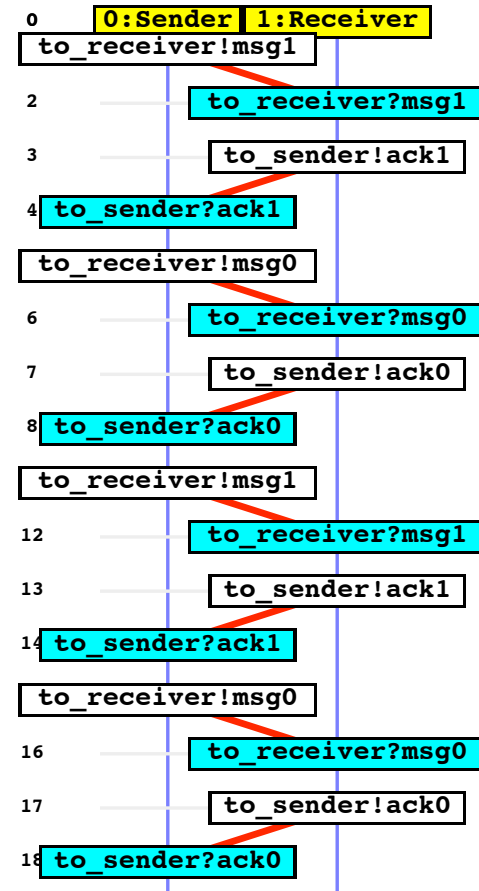 0 0:Sender 1:Receiver
to_receiver!msg1
2 to_receiver?msg1
3 to_sender!ack1
4 to_sender?ack1
to_receiver!msg0
6 to_receiver?msg0
7 to_sender!ack0
8 to_sender?ack0
to_receiver!msg1
12 to_receiver?msg1
13 to_sender!ack1
14 to_sender?ack1
to_receiver!msg0
16 to_receiver?msg0
17 to_sender!ack0
18 to_sender?ack0